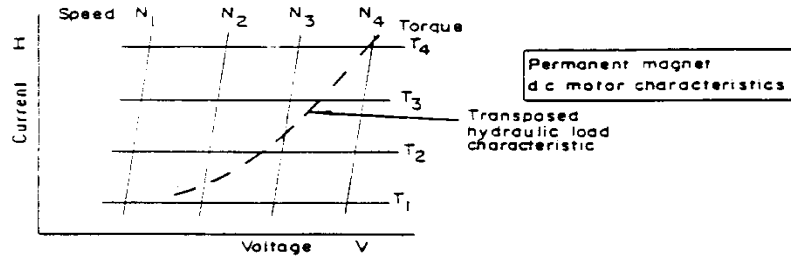 Speed N1 N2 N3 N4
Torque
T4
Permanent magnet
d c motor characteristics
T3
Transposed
hydraulic load
characteristic
T2
T1
Current H
Voltage V